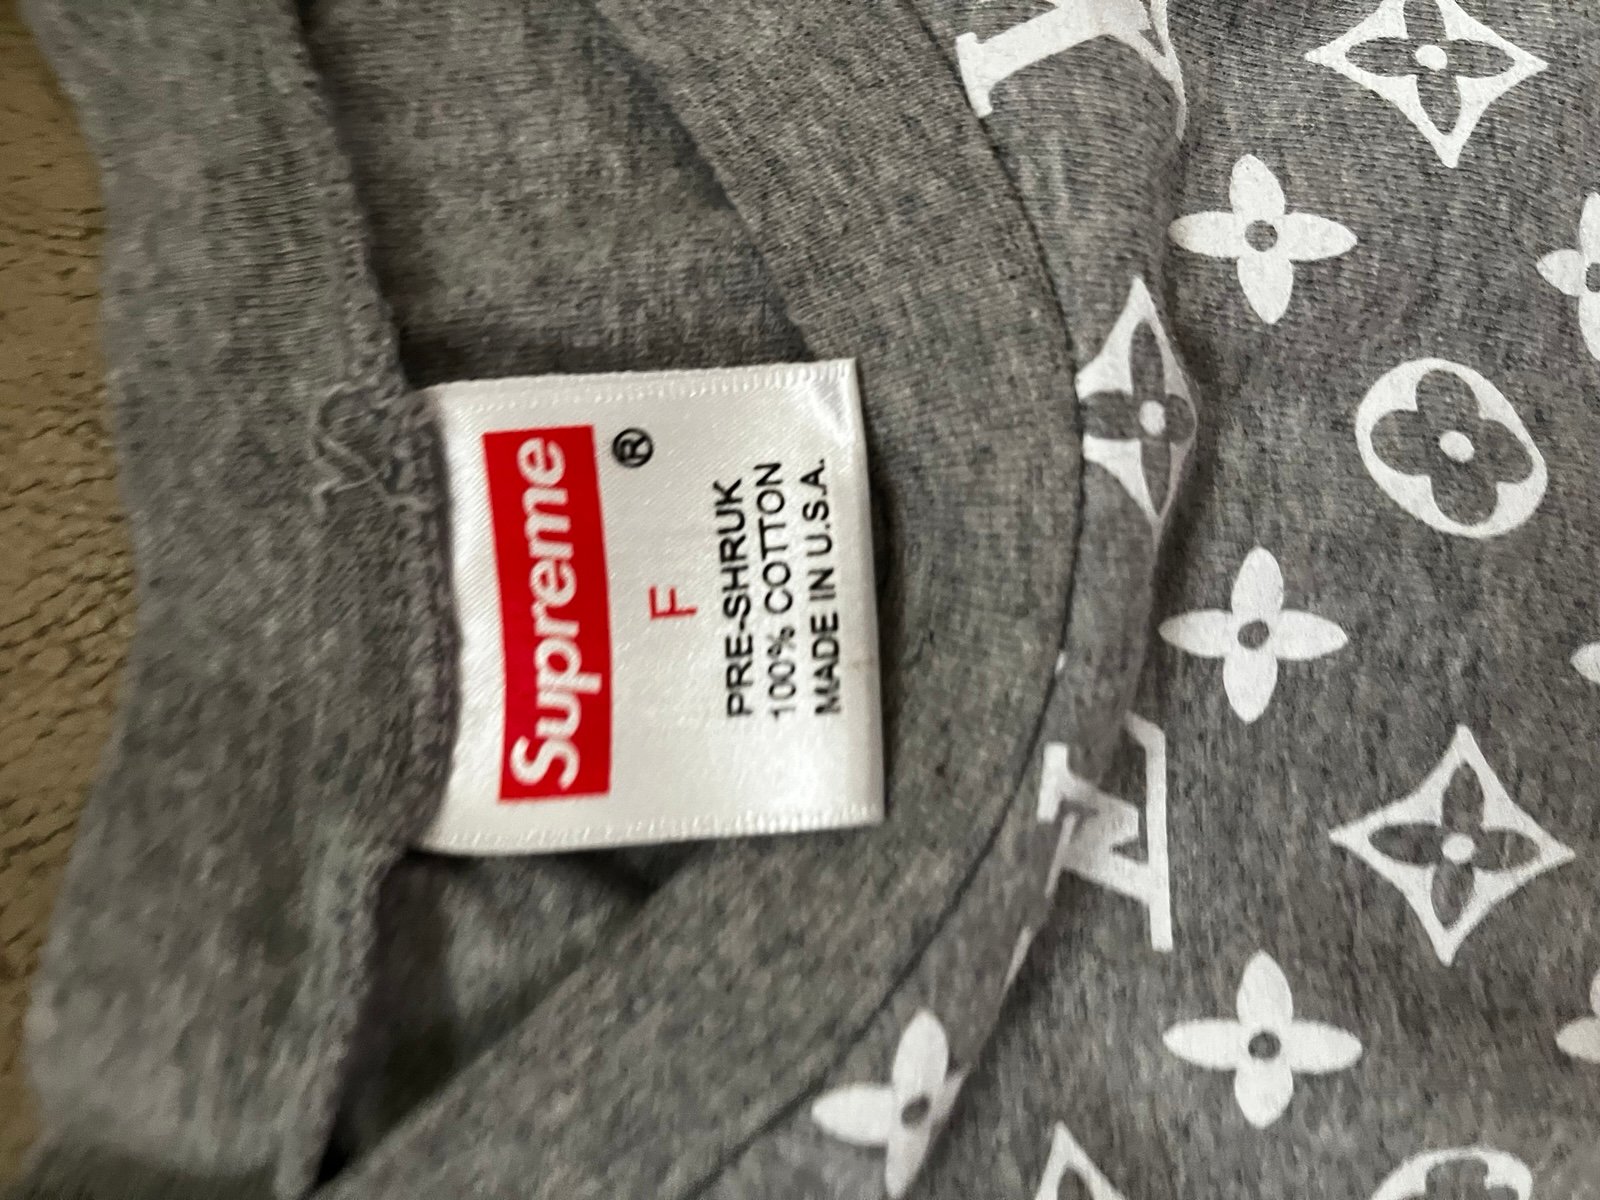 Supreme
®
F
PRE-SHRUK
100% COTTON
MADE IN U.S.A.